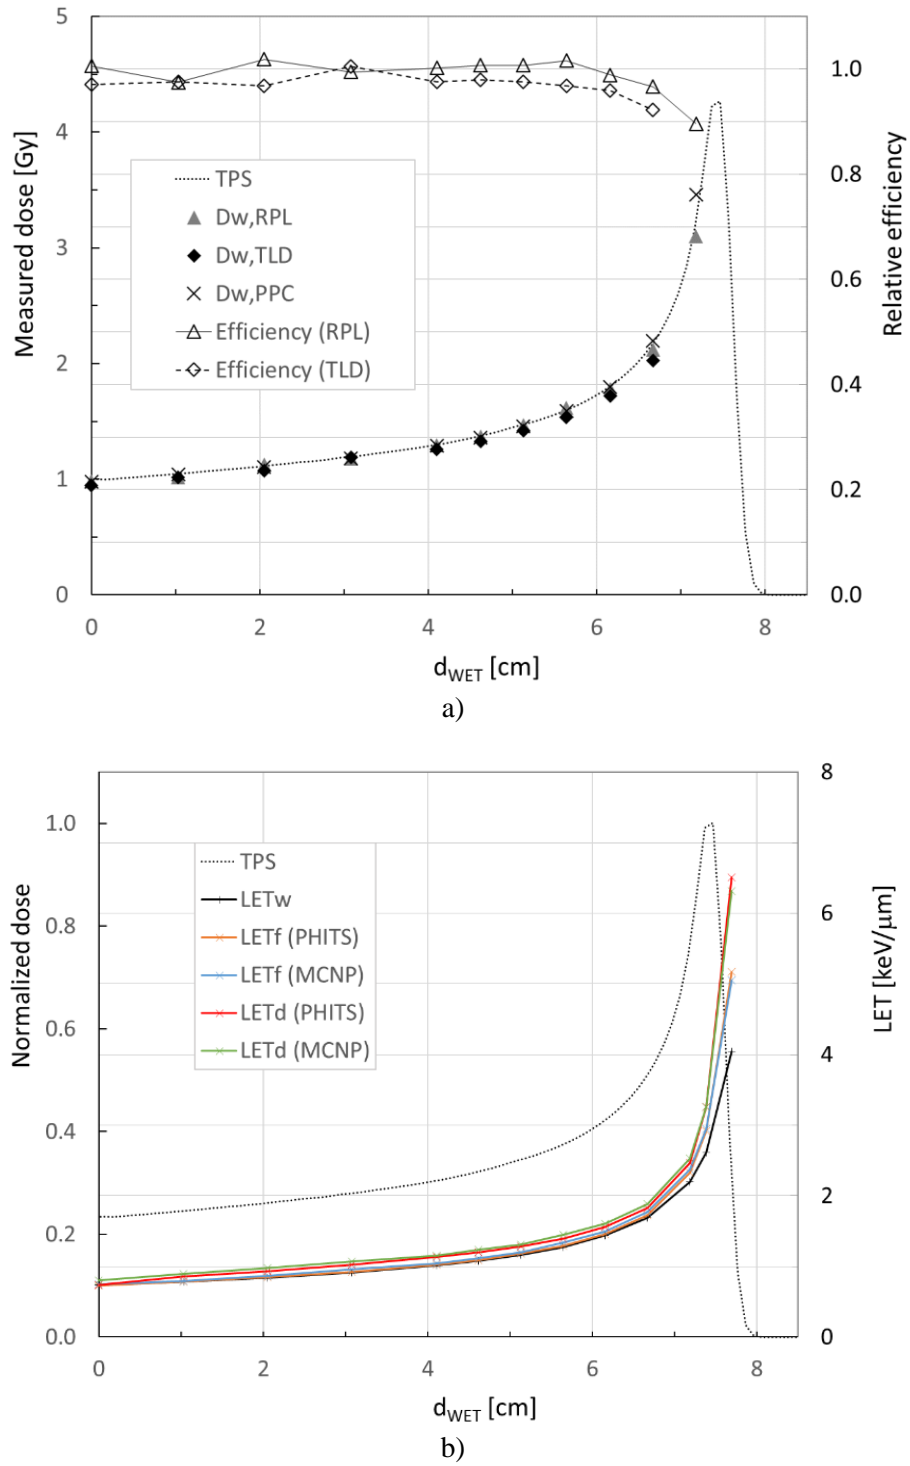 5
4
3
2
1
0
Measured dose [Gy]
TPS
Dw,RPL
Dw,TLD
Dw,PPC
Efficiency (RPL)
Efficiency (TLD)
1.0
0.8
0.6
0.4
0.2
0.0
Relative efficiency
0 2 4 6 8
dWET [cm]
a)
1.0
0.8
0.6
0.4
0.2
0.0
Normalized dose
TPS
LETw
LETf (PHITS)
LETf (MCNP)
LETd (PHITS)
LETd (MCNP)
8
6
4
2
0
LET [keV/μm]
0 2 4 6 8
dWET [cm]
b)